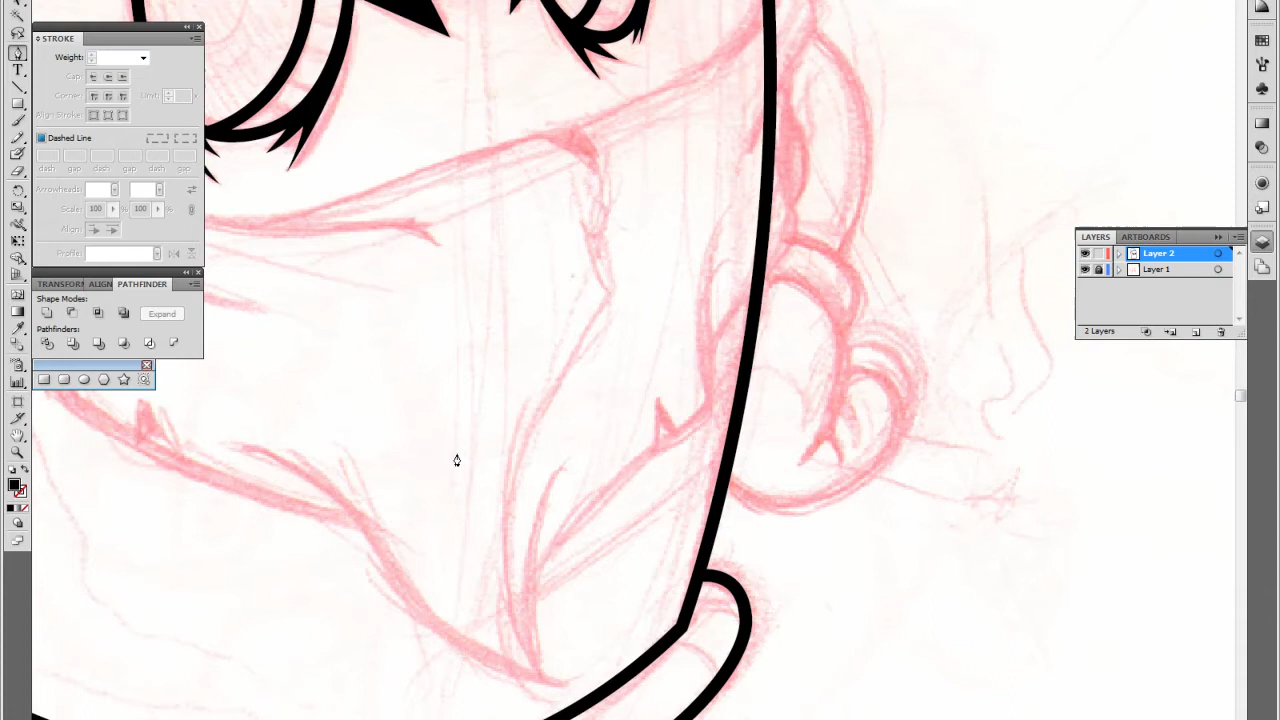 STROKE
Weight:
Cap:
Corner:
Limit:
Align Stroke:
Dashed Line
dash gap dash gap dash gap
Arrowheads:
Scale: 100 % 100 %
Align:
Profile:
TRANSFORM ALIGN PATHFINDER
Shape Modes:
Expand
Pathfinders:
LAYERS ARTBOARDS
Layer 2
Layer 1
2 Layers